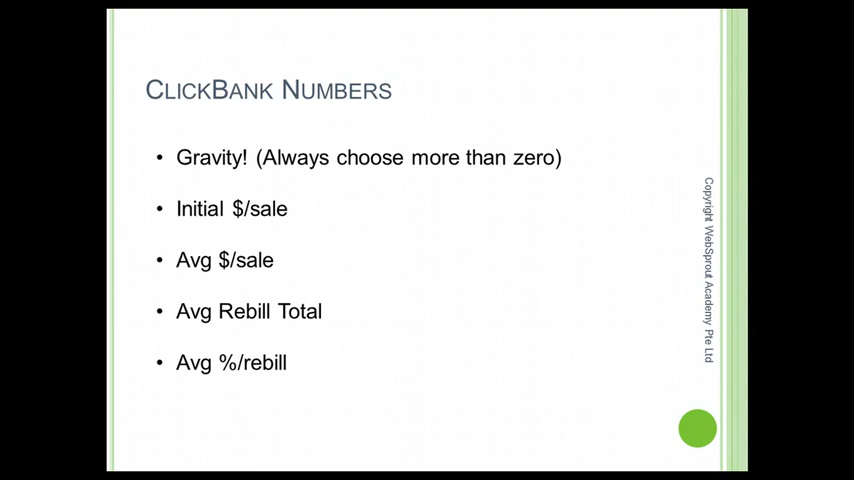 ClickBank Numbers
• Gravity! (Always choose more than zero)
• Initial $/sale
• Avg $/sale
• Avg Rebill Total
• Avg %/rebill
Copyright WebSprout Academy Pte Ltd